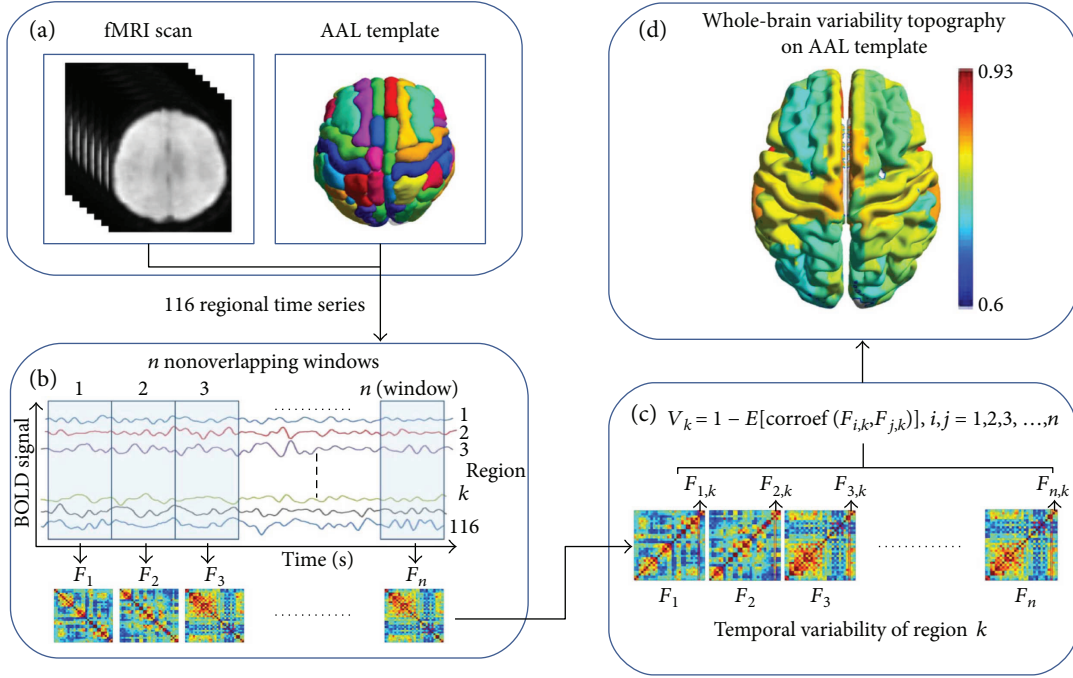 (a)
fMRI scan
AAL template
116 regional time series
(b)
n nonoverlapping windows
1 2 3 n (window)
BOLD signal
1
2
3
Region
k
116
Time (s)
F1 F2 F3 Fn
(c)
Vk = 1 − E[corroef (Fi,k,Fj,k)], i,j = 1,2,3, …,n
F1,k F2,k F3,k Fn,k
F1 F2 F3 Fn
Temporal variability of region k
(d)
Whole-brain variability topography
on AAL template
0.93
0.6